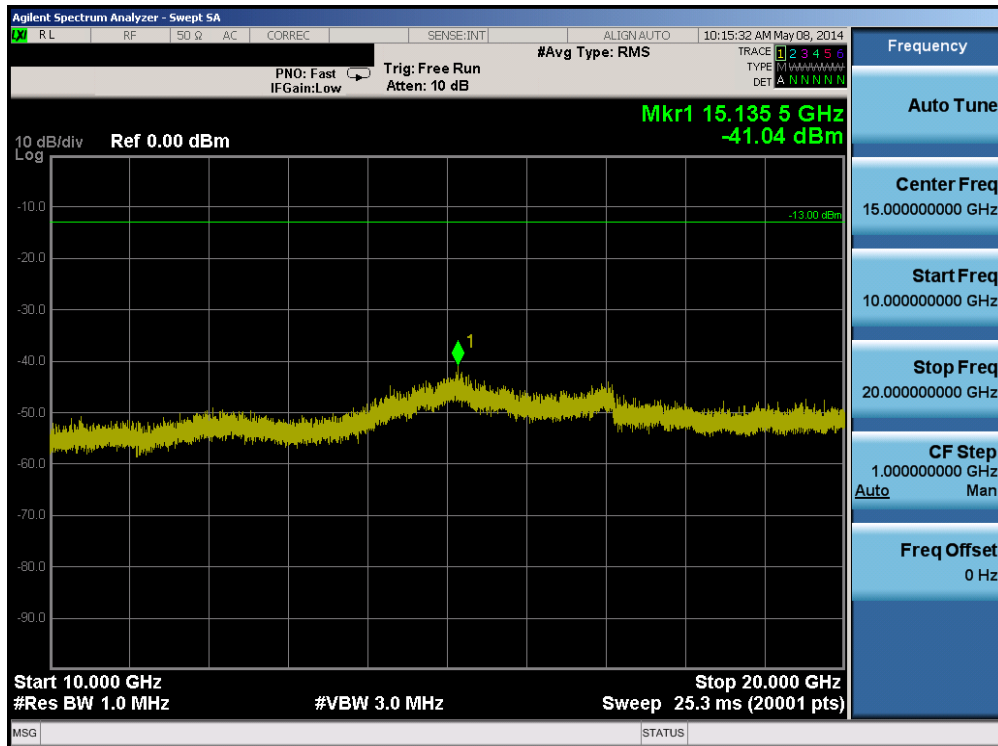 Agilent Spectrum Analyzer - Swept SA
LXI RL RF 50 Ω AC CORREC SENSE:INT ALIGN AUTO 10:15:32 AM May 08, 2014
PNO: Fast
IFGain:Low
Trig: Free Run
Atten: 10 dB
#Avg Type: RMS
TRACE 1 2 3 4 5 6
TYPE M
DET A N N N N N
Mkr1 15.135 5 GHz
-41.04 dBm
10 dB/div
Log
Ref 0.00 dBm
-10.0
-13.00 dBm
-20.0
-30.0
1
-40.0
-50.0
-60.0
-70.0
-80.0
-90.0
Start 10.000 GHz
Stop 20.000 GHz
#Res BW 1.0 MHz
#VBW 3.0 MHz
Sweep 25.3 ms (20001 pts)
MSG
STATUS
Frequency
Auto Tune
Center Freq
15.000000000 GHz
Start Freq
10.000000000 GHz
Stop Freq
20.000000000 GHz
CF Step
1.000000000 GHz
Auto Man
Freq Offset
0 Hz